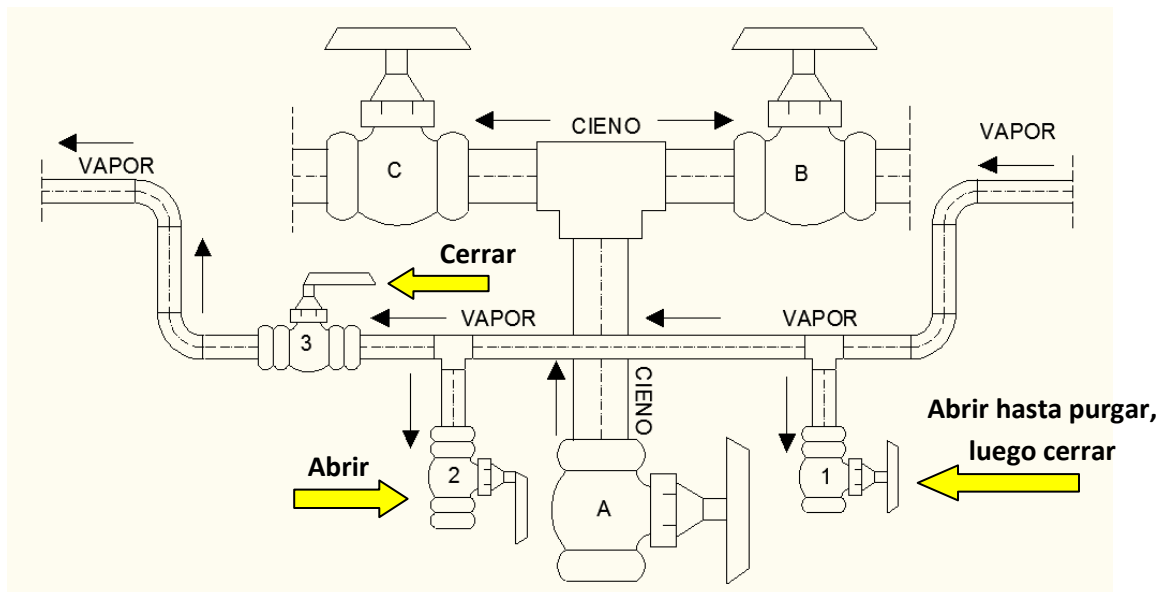 CIENO
VAPOR
VAPOR
C
B
Cerrar
VAPOR
VAPOR
3
CIENO
Abrir hasta purgar,
luego cerrar
Abrir
2
1
A